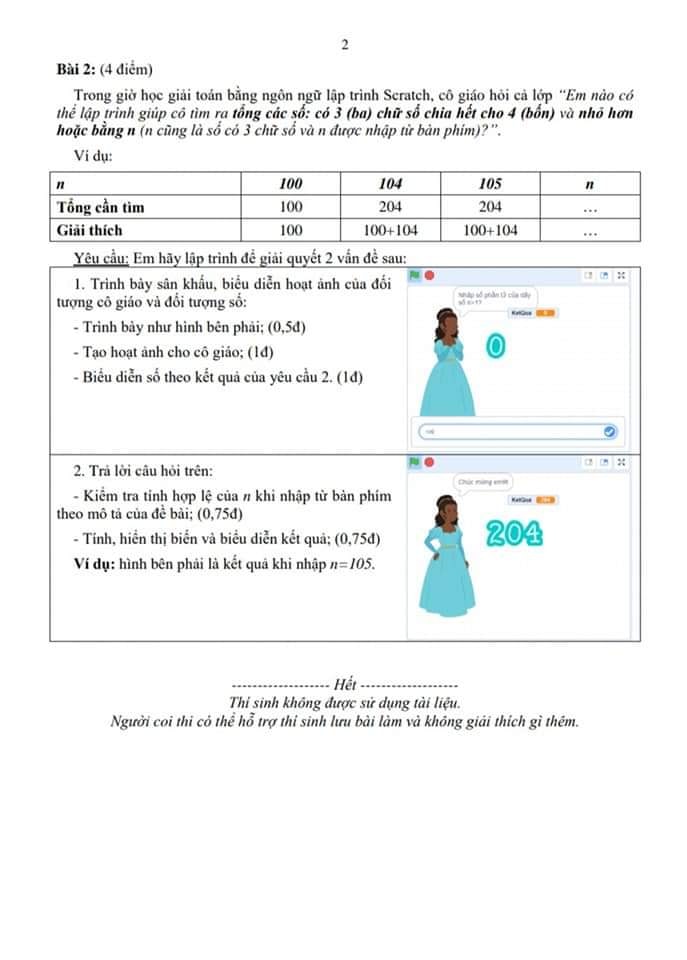 2
Bài 2: (4 điểm)
Trong giờ học giải toán bằng ngôn ngữ lập trình Scratch, cô giáo hỏi cả lớp “Em nào có
thể lập trình giúp cô tìm ra tổng các số: có 3 (ba) chữ số chia hết cho 4 (bốn) và nhỏ hơn
hoặc bằng n (n cũng là số có 3 chữ số và n được nhập từ bàn phím)?”.
Ví dụ:
n 100 104 105 n
Tổng cần tìm 100 204 204 …
Giải thích 100 100+104 100+104 …
Yêu cầu: Em hãy lập trình để giải quyết 2 vấn đề sau:
1. Trình bày sân khấu, biểu diễn hoạt ảnh của đối
tượng cô giáo và đối tượng số:
- Trình bày như hình bên phải; (0,5đ)
- Tạo hoạt ảnh cho cô giáo; (1đ)
- Biểu diễn số theo kết quả của yêu cầu 2. (1đ)
Nhập số phần tử của dãy
số n=??
KetQua 0
0
2. Trả lời câu hỏi trên:
- Kiểm tra tính hợp lệ của n khi nhập từ bàn phím
theo mô tả của đề bài; (0,75đ)
- Tính, hiển thị biến và biểu diễn kết quả; (0,75đ)
Ví dụ: hình bên phải là kết quả khi nhập n=105.
Chúc mừng em!!!
KetQua 204
204
------------------- Hết -------------------
Thí sinh không được sử dụng tài liệu.
Người coi thi có thể hỗ trợ thí sinh lưu bài làm và không giải thích gì thêm.